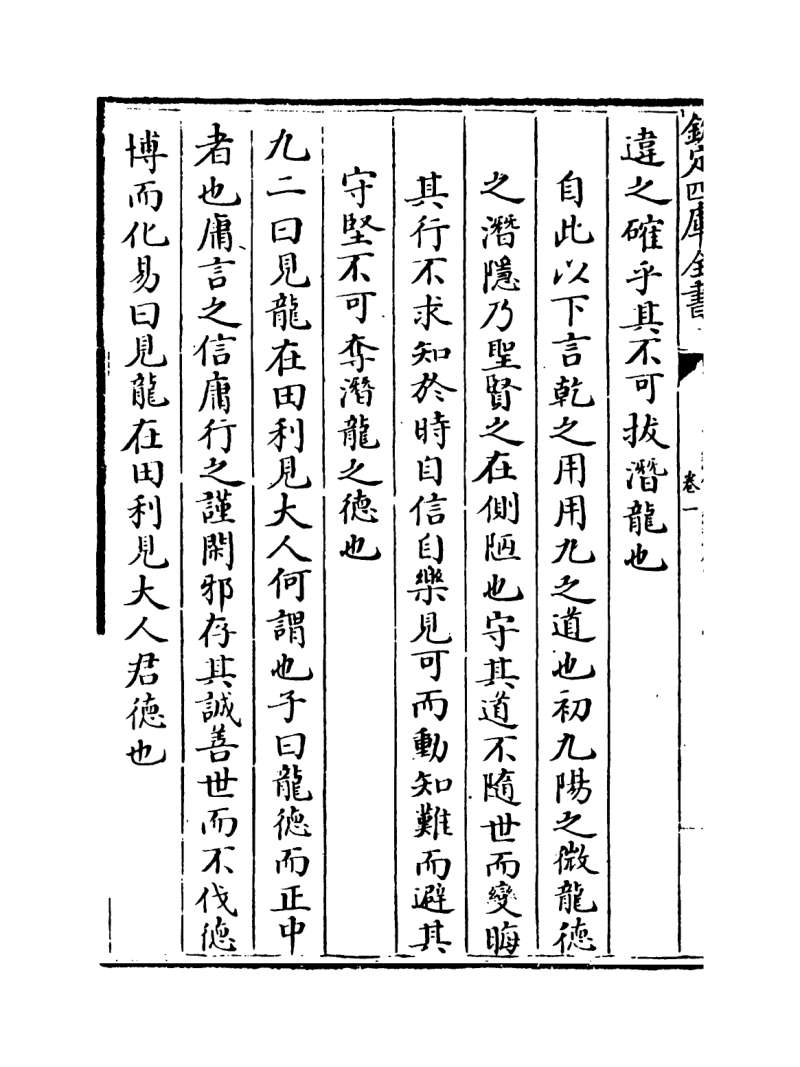 欽定四庫全書
卷一
違之確乎其不可拔潛龍也
自此以下言乾之用用九之道也初九陽之微龍德
之潛隱乃聖賢之在側陋也守其道不隨世而變晦
其行不求知於時自信自樂見可而動知難而避其
守堅不可奪潛龍之德也
九二曰見龍在田利見大人何謂也子曰龍德而正中
者也庸言之信庸行之謹閑邪存其誠善世而不伐德
博而化易曰見龍在田利見大人君德也